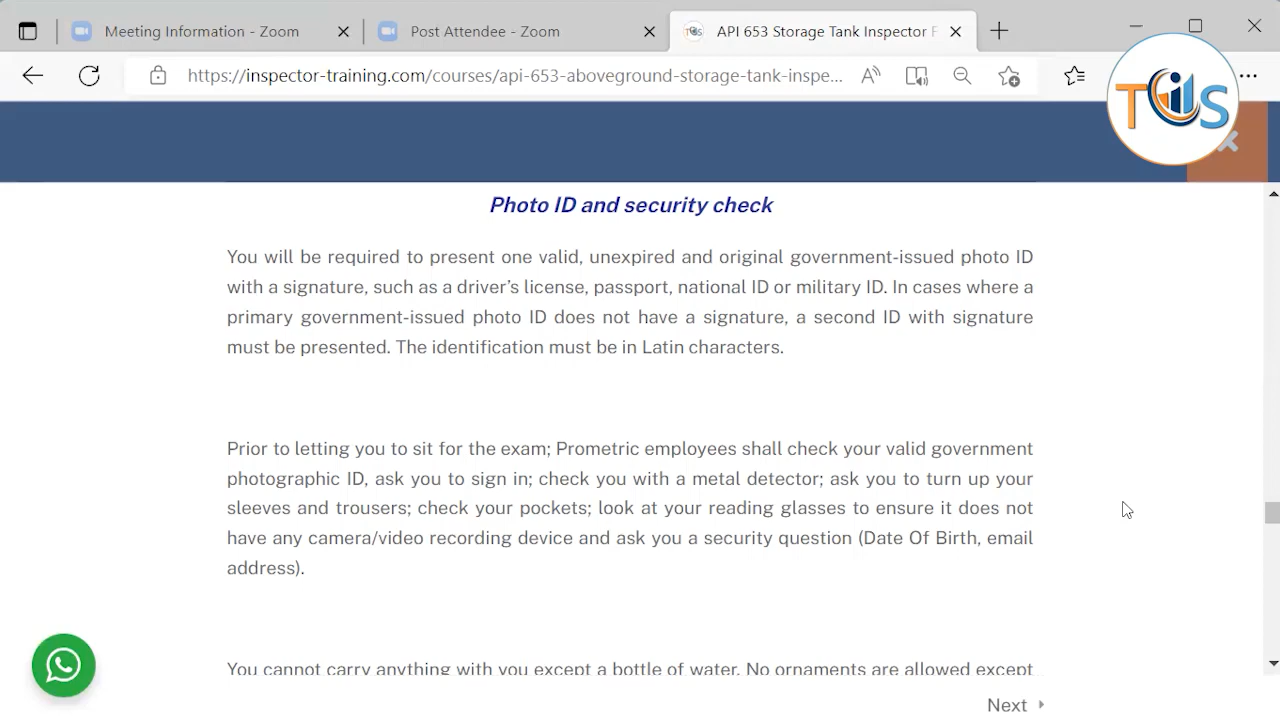 Meeting Information - Zoom
Post Attendee - Zoom
API 653 Storage Tank Inspector F
https://inspector-training.com/courses/api-653-aboveground-storage-tank-inspe...
Photo ID and security check
You will be required to present one valid, unexpired and original government-issued photo ID
with a signature, such as a driver’s license, passport, national ID or military ID. In cases where a
primary government-issued photo ID does not have a signature, a second ID with signature
must be presented. The identification must be in Latin characters.
Prior to letting you to sit for the exam; Prometric employees shall check your valid government
photographic ID, ask you to sign in; check you with a metal detector; ask you to turn up your
sleeves and trousers; check your pockets; look at your reading glasses to ensure it does not
have any camera/video recording device and ask you a security question (Date Of Birth, email
address).
You cannot carry anything with you except a bottle of water. No ornaments are allowed except
Next